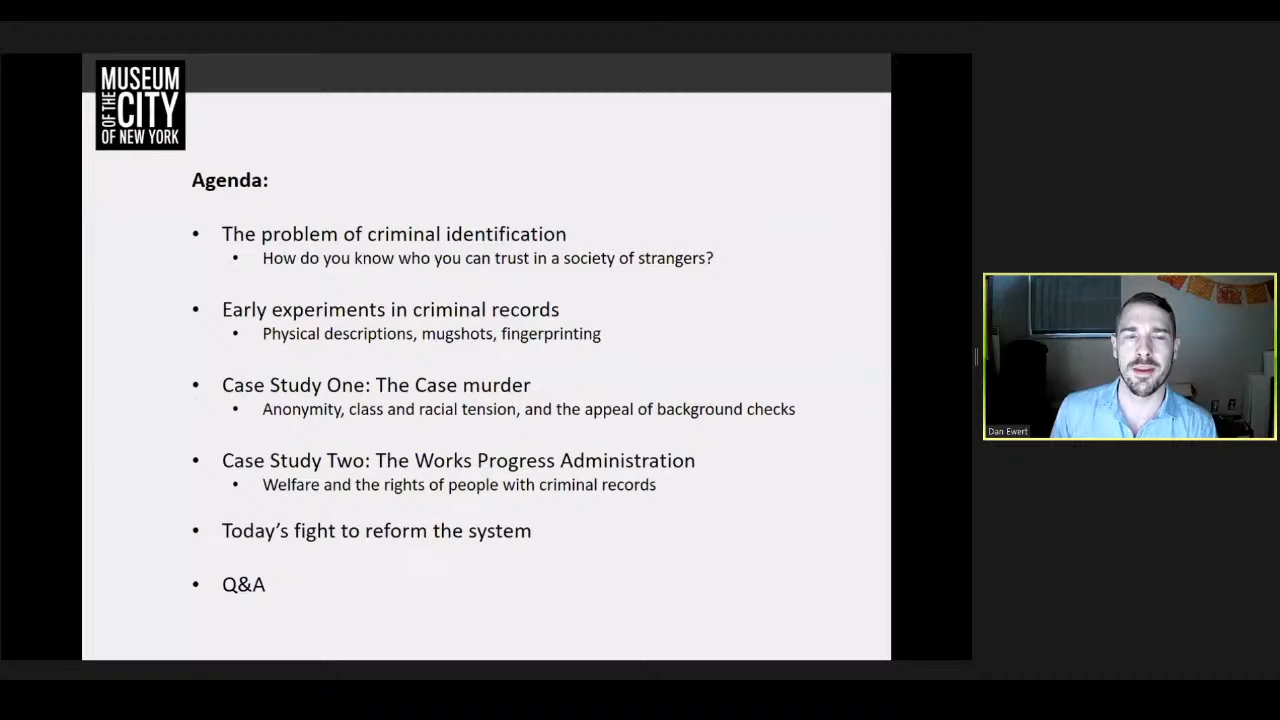 MUSEUM
OF THE
CITY
OF NEW YORK
Agenda:
• The problem of criminal identification
• How do you know who you can trust in a society of strangers?
• Early experiments in criminal records
• Physical descriptions, mugshots, fingerprinting
• Case Study One: The Case murder
• Anonymity, class and racial tension, and the appeal of background checks
• Case Study Two: The Works Progress Administration
• Welfare and the rights of people with criminal records
• Today’s fight to reform the system
• Q&A
Dan Ewert